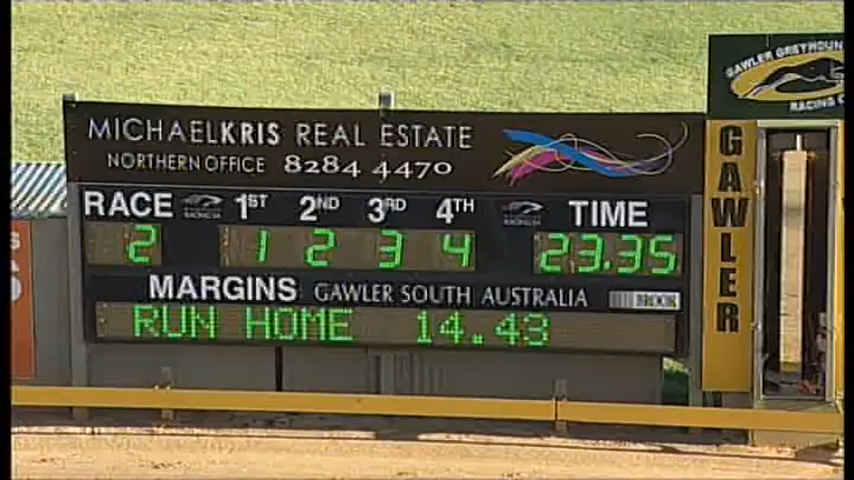 GAWLER GREYHOUN
RACING C
MICHAELKRIS REAL ESTATE
NORTHERN OFFICE 8284 4470
RACE 1ST 2ND 3RD 4TH TIME
2 1 2 3 4 23.35
MARGINS GAWLER SOUTH AUSTRALIA
RUN HOME 14.43
GAWLER